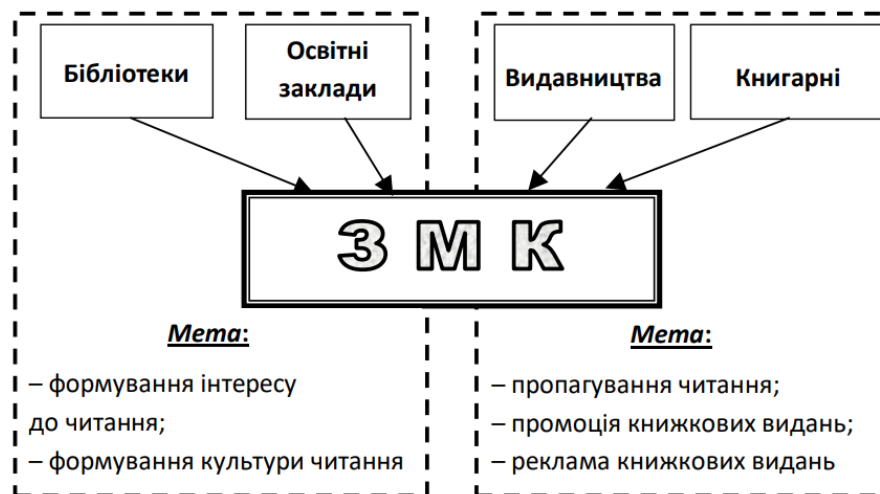 Бібліотеки
Освітні
заклади
Видавництва
Книгарні
З М К
Мета:
– формування інтересу
до читання;
– формування культури читання
Мета:
– пропагування читання;
– промоція книжкових видань;
– реклама книжкових видань